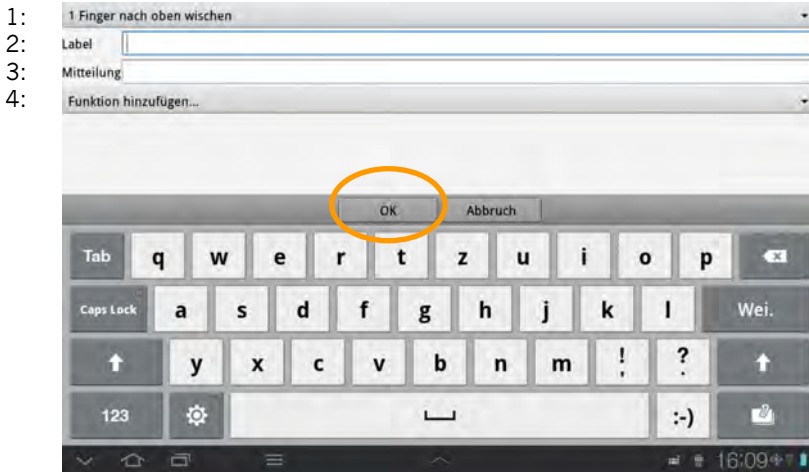 1: 1 Finger nach oben wischen
2: Label
3: Mitteilung
4: Funktion hinzufügen...
OK Abbruch
Tab q w e r t z u i o p
Caps Lock a s d f g h j k l Wei.
y x c v b n m ! , ? .
123 :-)
16:09